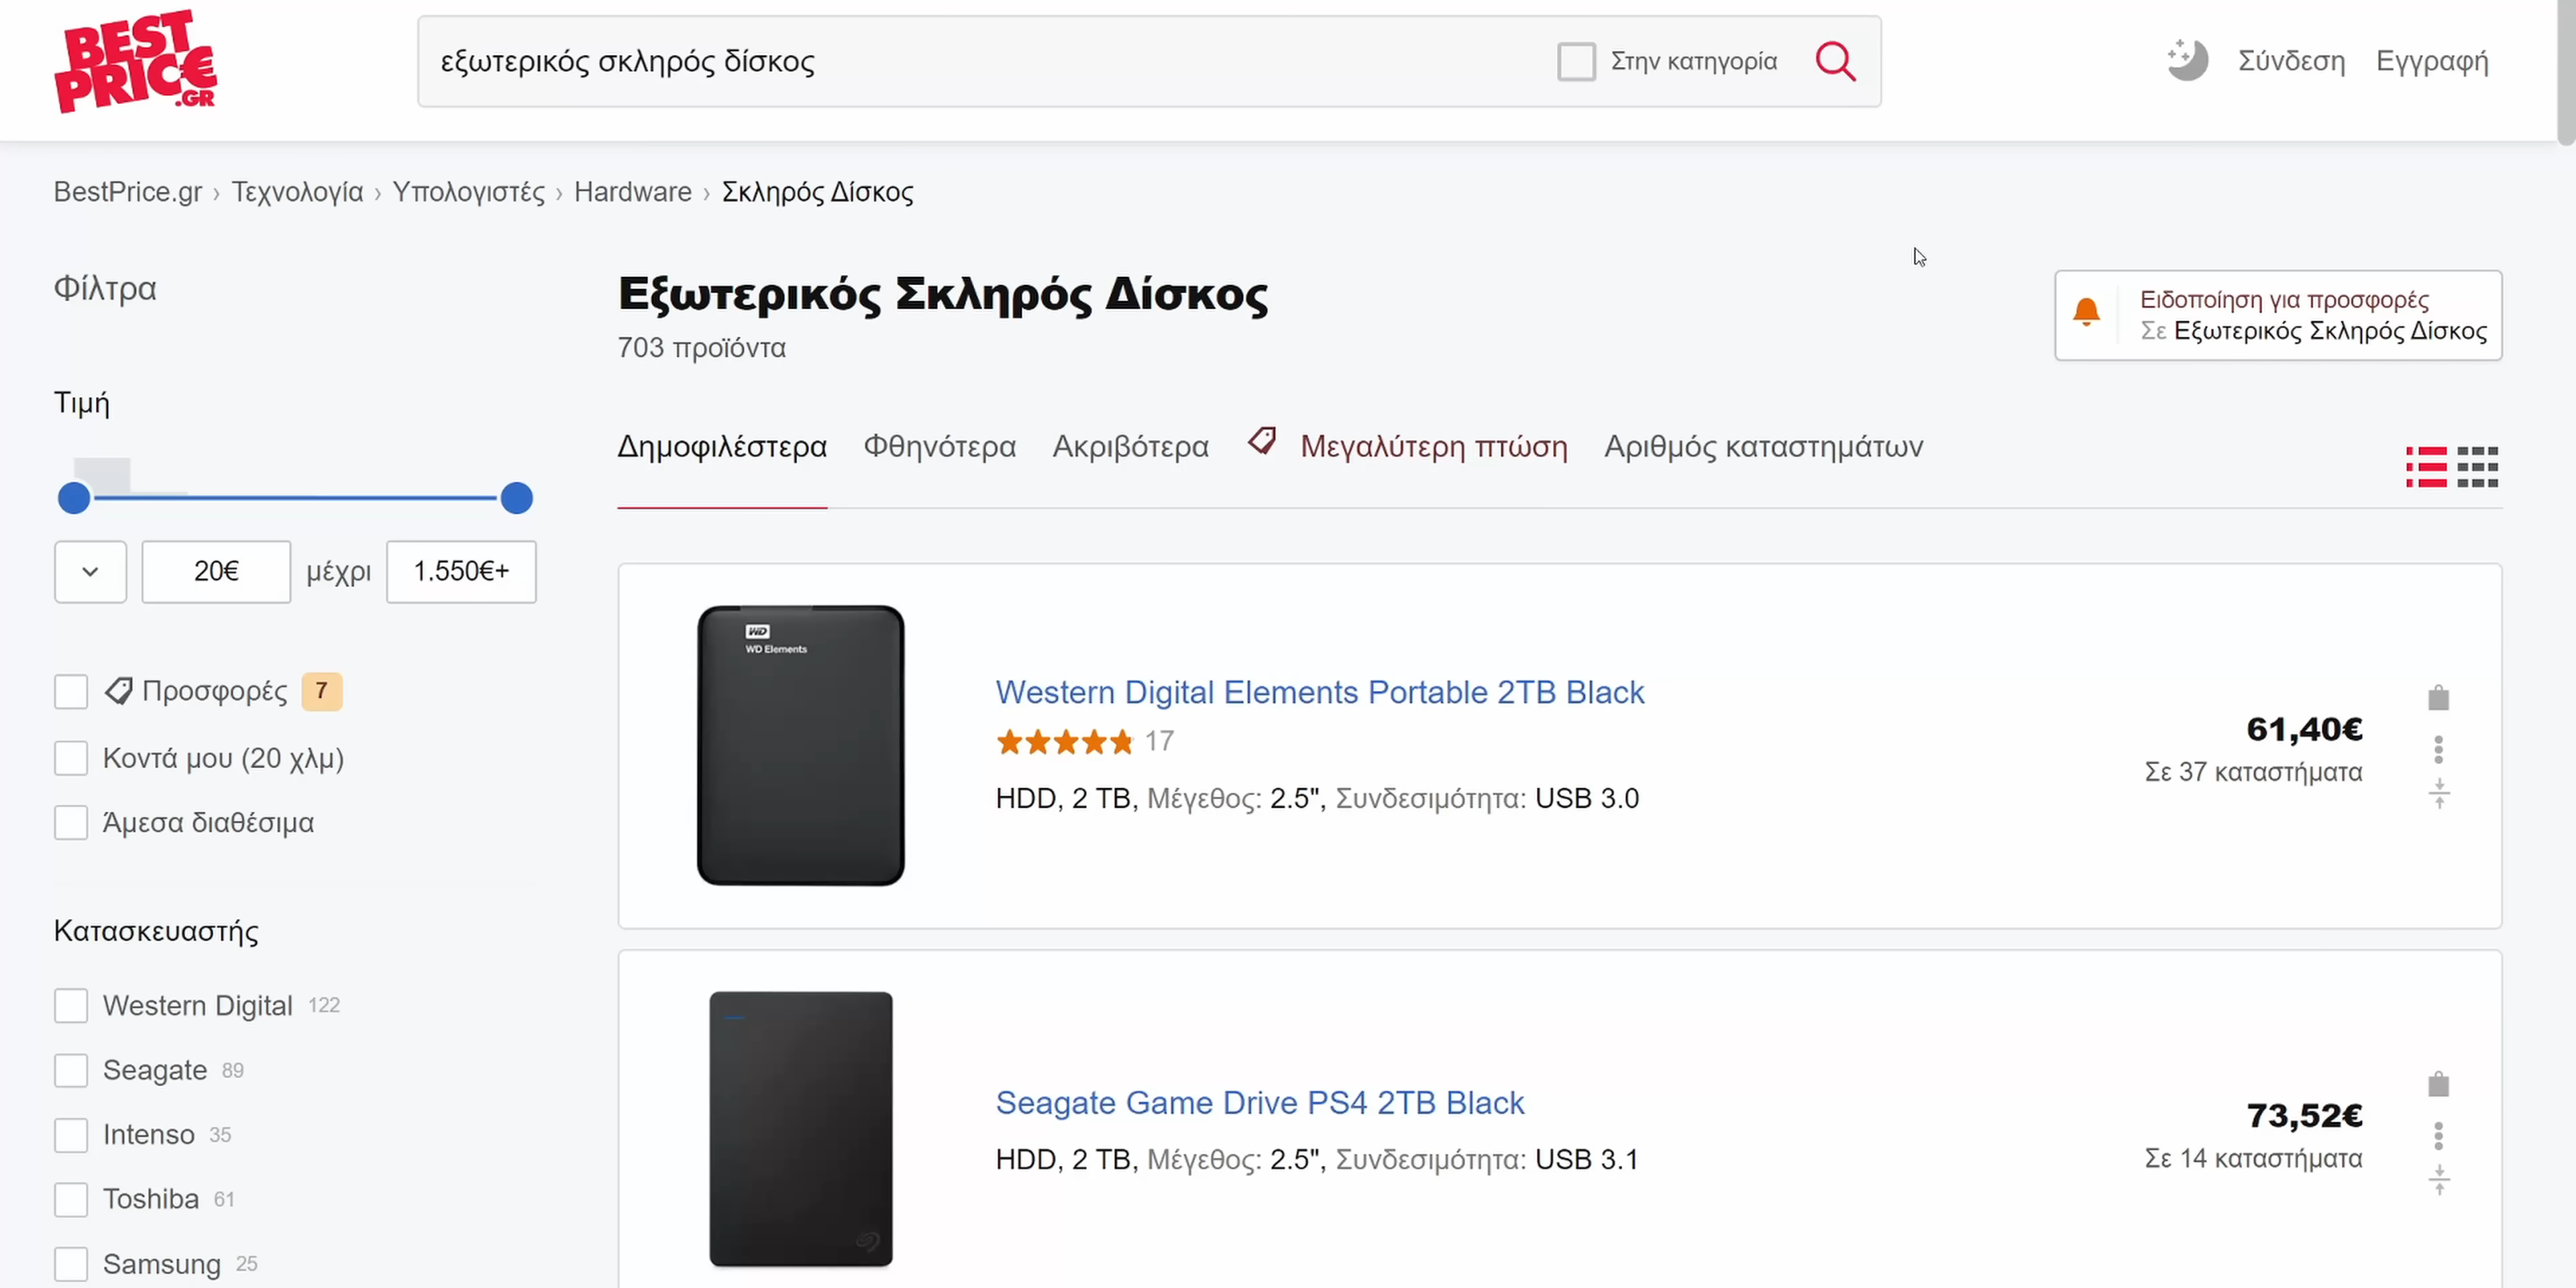 BEST PRIC€ .GR
εξωτερικός σκληρός δίσκος
Στην κατηγορία
Σύνδεση Εγγραφή
BestPrice.gr › Τεχνολογία › Υπολογιστές › Hardware › Σκληρός Δίσκος
Φίλτρα
Τιμή
20€ μέχρι 1.550€+
Προσφορές 7
Κοντά μου (20 χλμ)
Άμεσα διαθέσιμα
Κατασκευαστής
Western Digital 122
Seagate 89
Intenso 35
Toshiba 61
Samsung 25
Εξωτερικός Σκληρός Δίσκος
703 προϊόντα
Ειδοποίηση για προσφορές
Σε Εξωτερικός Σκληρός Δίσκος
Δημοφιλέστερα Φθηνότερα Ακριβότερα Μεγαλύτερη πτώση Αριθμός καταστημάτων
WD
WD Elements
Western Digital Elements Portable 2TB Black
17
HDD, 2 TB, Μέγεθος: 2.5", Συνδεσιμότητα: USB 3.0
61,40€
Σε 37 καταστήματα
Seagate Game Drive PS4 2TB Black
HDD, 2 TB, Μέγεθος: 2.5", Συνδεσιμότητα: USB 3.1
73,52€
Σε 14 καταστήματα